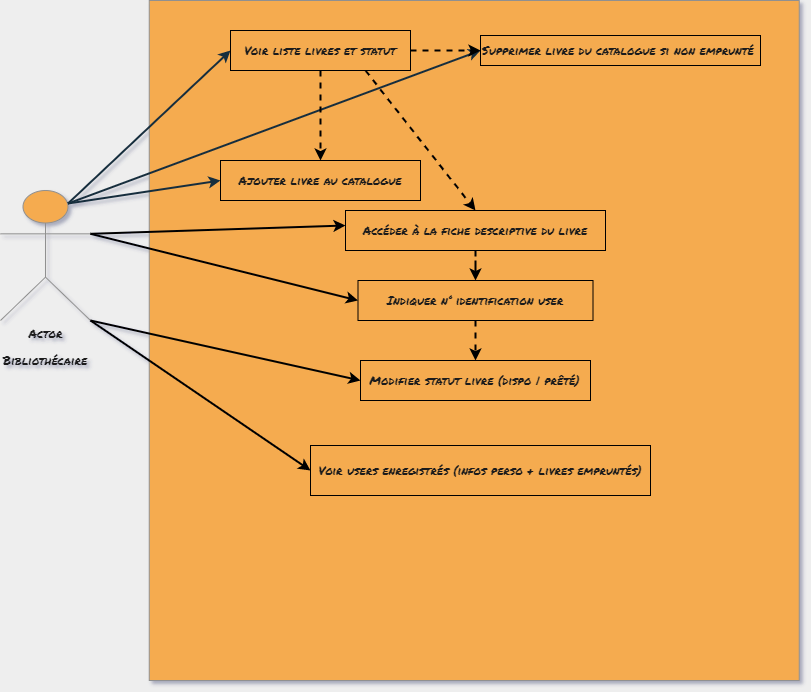 Voir liste livres et statut
Supprimer livre du catalogue si non emprunté
Ajouter livre au catalogue
Accéder à la fiche descriptive du livre
Indiquer n° identification user
Actor
Bibliothécaire
Modifier statut livre (dispo / prêté)
Voir users enregistrés (infos perso + livres empruntés)